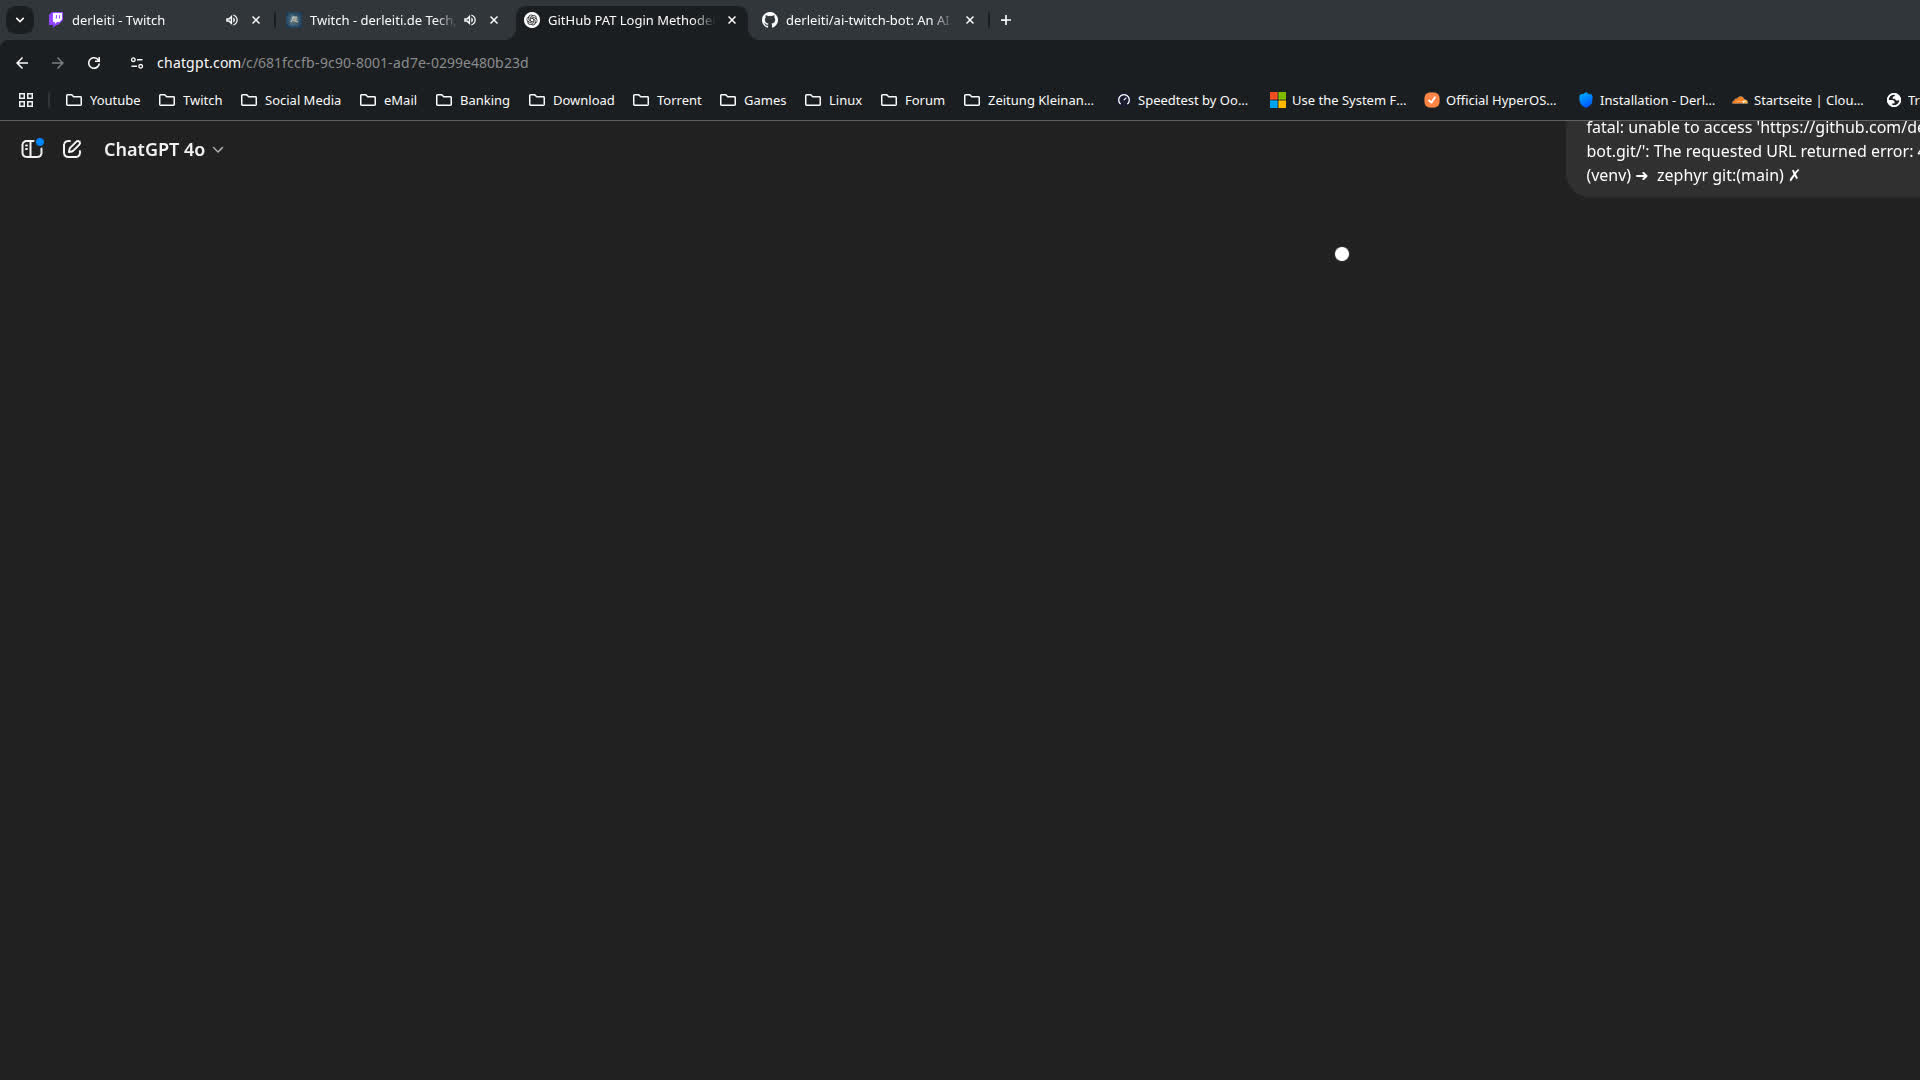 derleiti - Twitch
Twitch - derleiti.de Tech
GitHub PAT Login Methode
derleiti/ai-twitch-bot: An AI
chatgpt.com/c/681fccfb-9c90-8001-ad7e-0299e480b23d
Youtube
Twitch
Social Media
eMail
Banking
Download
Torrent
Games
Linux
Forum
Zeitung Kleinan...
Speedtest by Oo...
Use the System F...
Official HyperOS...
Installation - Derl...
Startseite | Clou...
Tr
ChatGPT 4o
fatal: unable to access 'https://github.com/de
bot.git/': The requested URL returned error: 4
(venv) ➜ zephyr git:(main) ✗